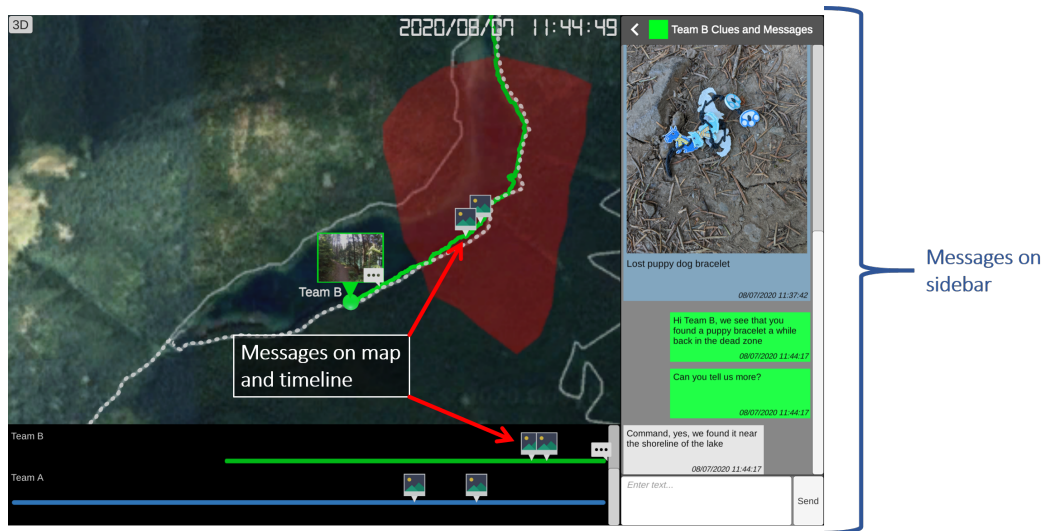 3D
2020/08/07 11:44:49
Team B Clues and Messages
Lost puppy dog bracelet
08/07/2020 11:37:42
Hi Team B, we see that you
found a puppy bracelet a while
back in the dead zone
08/07/2020 11:44:17
Can you tell us more?
08/07/2020 11:44:17
Command, yes, we found it near
the shoreline of the lake
08/07/2020 11:44:17
Enter text...
Send
Team B
Messages on map
and timeline
Team B
Team A
Messages on
sidebar